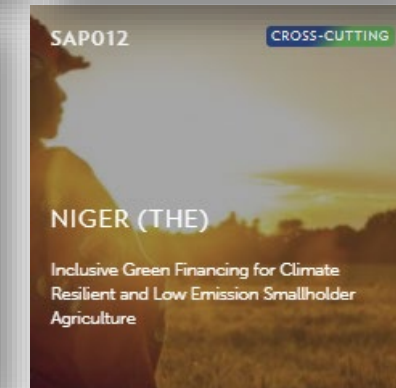 SAP012
CROSS-CUTTING
NIGER (THE)
Inclusive Green Financing for Climate
Resilient and Low Emission Smallholder
Agriculture